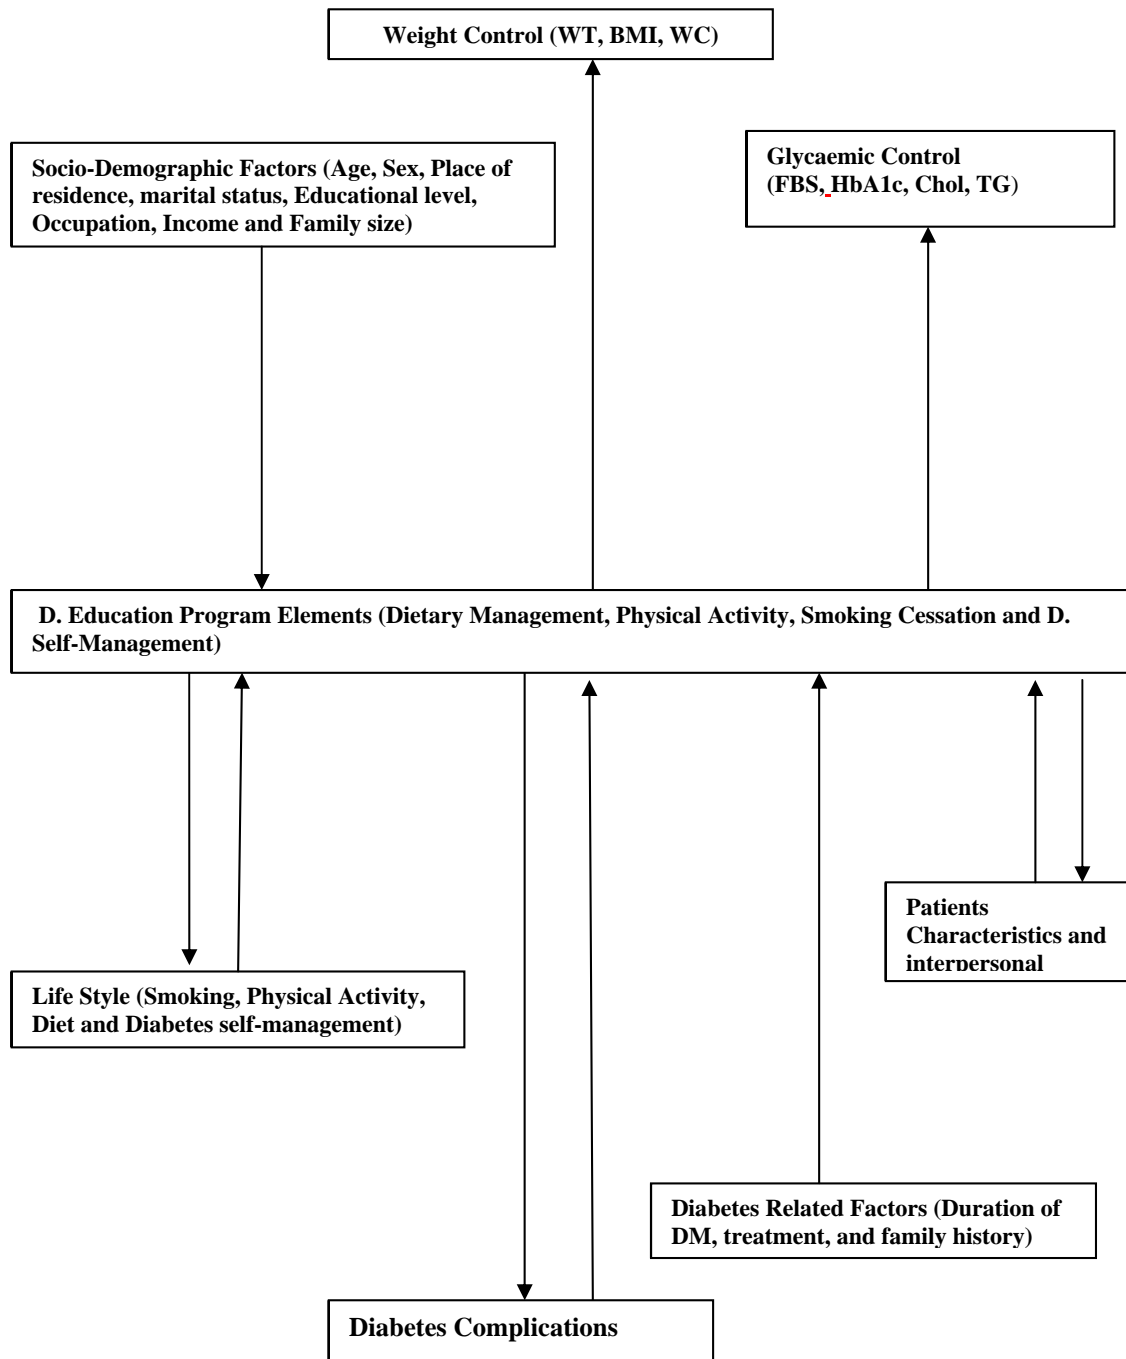 Weight Control (WT, BMI, WC)
Socio-Demographic Factors (Age, Sex, Place of
residence, marital status, Educational level,
Occupation, Income and Family size)
Glycaemic Control
(FBS, HbA1c, Chol, TG)
D. Education Program Elements (Dietary Management, Physical Activity, Smoking Cessation and D.
Self-Management)
Patients
Characteristics and
interpersonal
Life Style (Smoking, Physical Activity,
Diet and Diabetes self-management)
Diabetes Related Factors (Duration of
DM, treatment, and family history)
Diabetes Complications